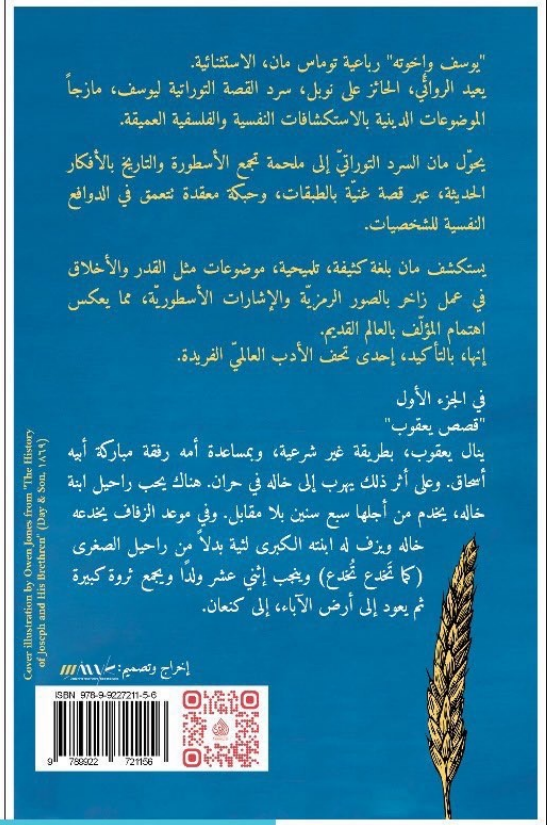 "يوسف وإخوته" رباعية توماس مان، الاستثنائية.
يعيد الروائي، الحائز على نوبل، سرد القصة التوراتية ليوسف، مازجاً
الموضوعات الدينية بالاستكشافات النفسية والفلسفية العميقة.
يحوّل مان السرد التوراتيّ إلى ملحمة تجمع الأسطورة والتاريخ بالأفكار
الحديثة، عبر قصة غنيّة بالطبقات، وحبكة معقدة تتعمق في الدوافع
النفسية للشخصيات.
يستكشف مان بلغة كثيفة، تلميحية، موضوعات مثل القدر والأخلاق
في عمل زاخر بالصور الرمزيّة والإشارات الأسطوريّة، مما يعكس
اهتمام المؤلّف بالعالم القديم.
إنها، بالتأكيد، إحدى تحف الأدب العالميّ الفريدة.
في الجزء الأول
"قصص يعقوب"
ينال يعقوب، بطريقة غير شرعية، وبمساعدة أمه رفقة مباركة أبيه
أسحاق. وعلى أثر ذلك يهرب إلى خاله في حران. هناك يحب راحيل ابنة
خاله، يخدم من أجلها سبع سنين بلا مقابل. وفي موعد الزفاف يخدعه
خاله ويزف له ابنته الكبرى لئية بدلاً من راحيل الصغرى
(كما تَخدع تُخدع) وينجب إثني عشر ولدًا ويجمع ثروة كبيرة
ثم يعود إلى أرض الآباء، إلى كنعان.
Cover illustration by Owen Jones from "The History
of Joseph and His Brethren" (Day & Son, ١٨٦٩)
إخراج وتصميم:
ISBN 978-9-9227211-5-6
9 789922 721156